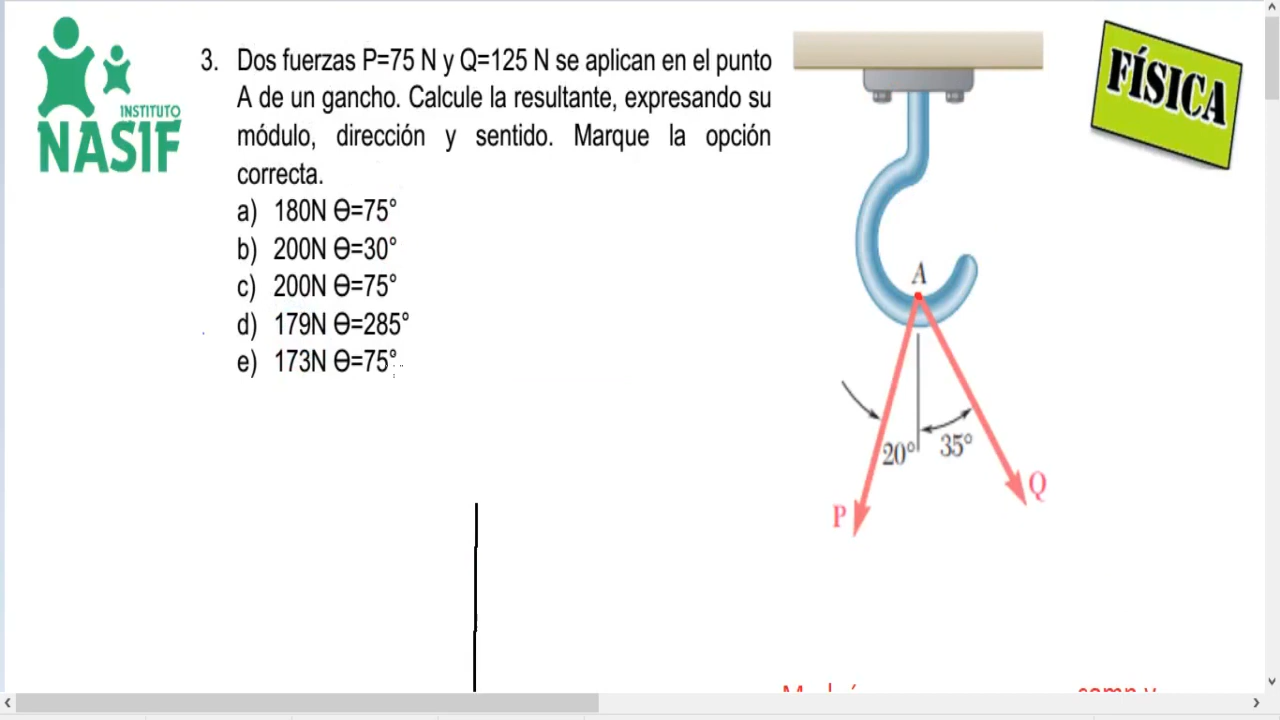 INSTITUTO
NASIF
3. Dos fuerzas P=75 N y Q=125 N se aplican en el punto
A de un gancho. Calcule la resultante, expresando su
módulo, dirección y sentido. Marque la opción
correcta.
a) 180N Ө=75°
b) 200N Ө=30°
c) 200N Ө=75°
d) 179N Ө=285°
e) 173N Ө=75°
FÍSICA
A
20°
35°
P
Q